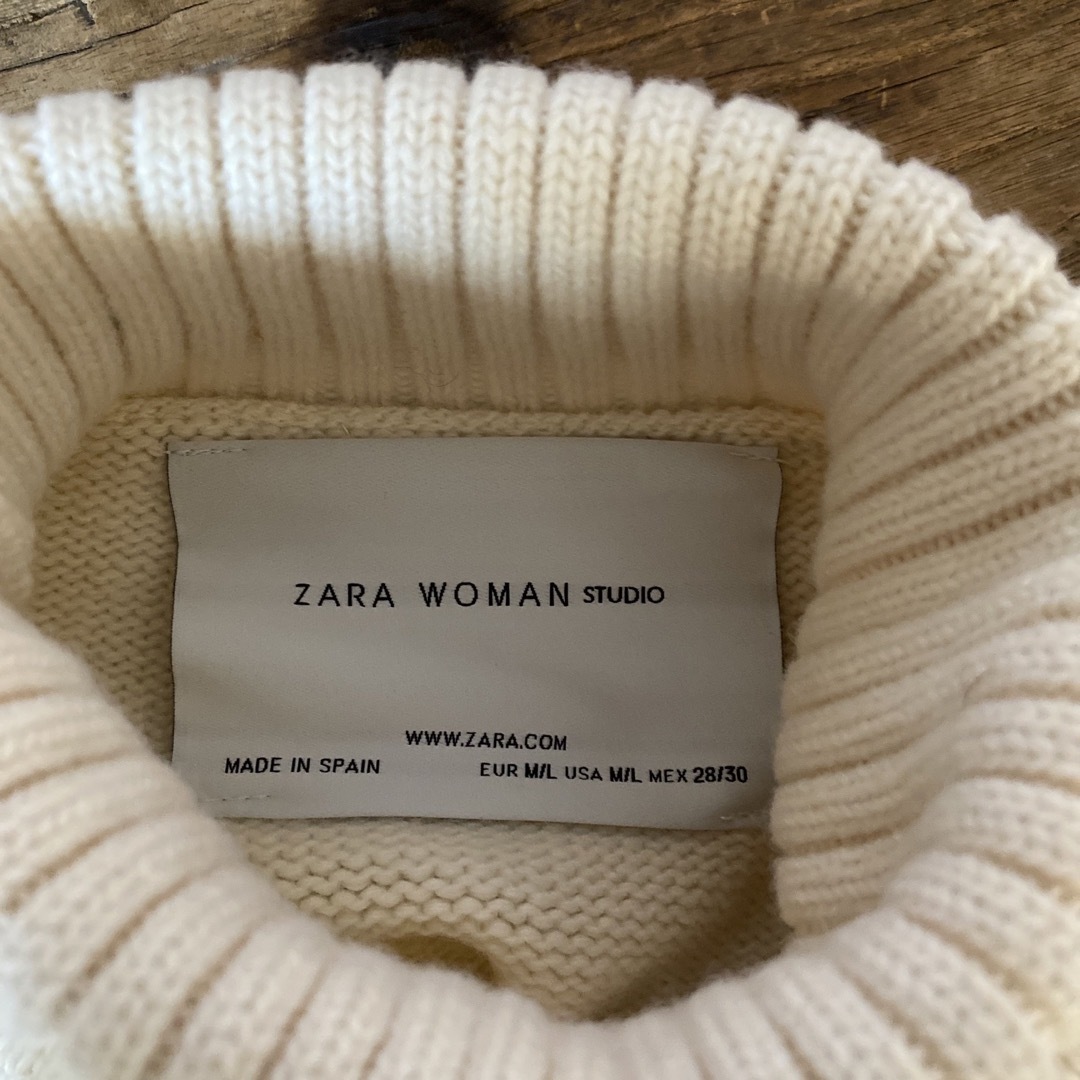 ZARA WOMAN STUDIO
WWW.ZARA.COM
MADE IN SPAIN EUR M/L USA M/L MEX 28/30